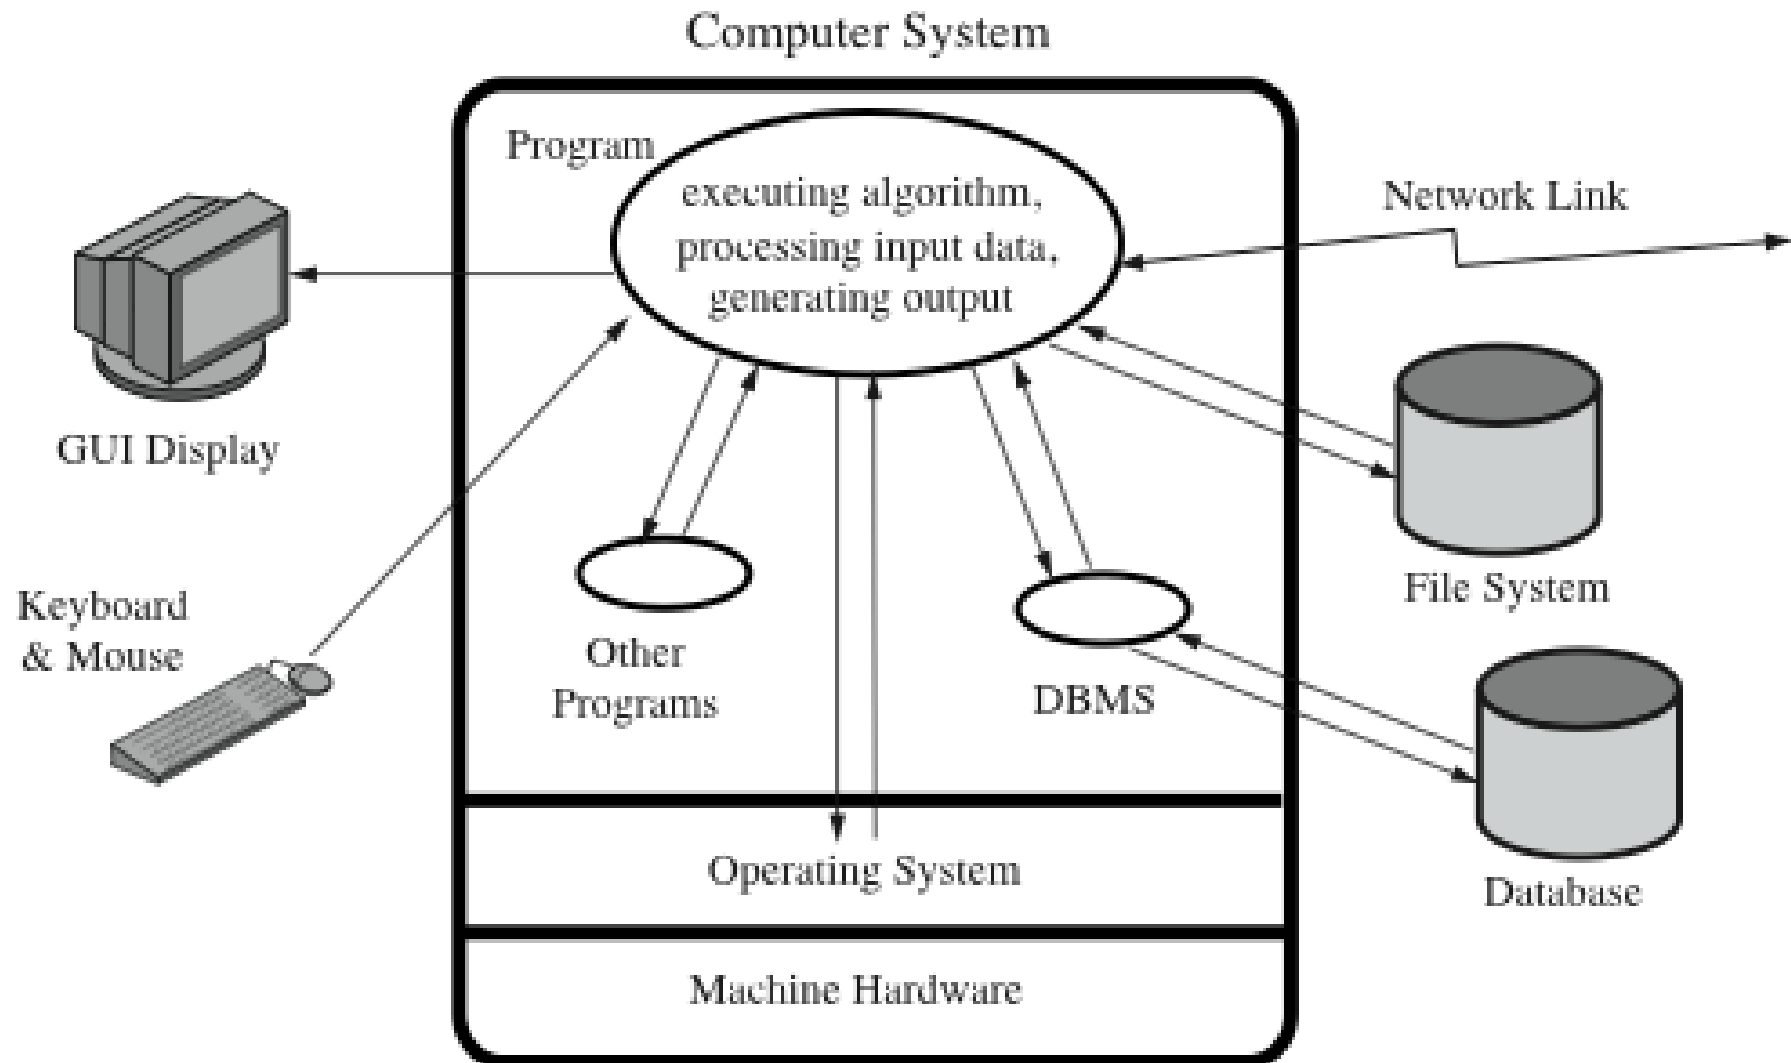 Computer System
Program
executing algorithm,
processing input data,
generating output
Network Link
GUI Display
File System
Keyboard
& Mouse
Other
Programs
DBMS
Operating System
Database
Machine Hardware